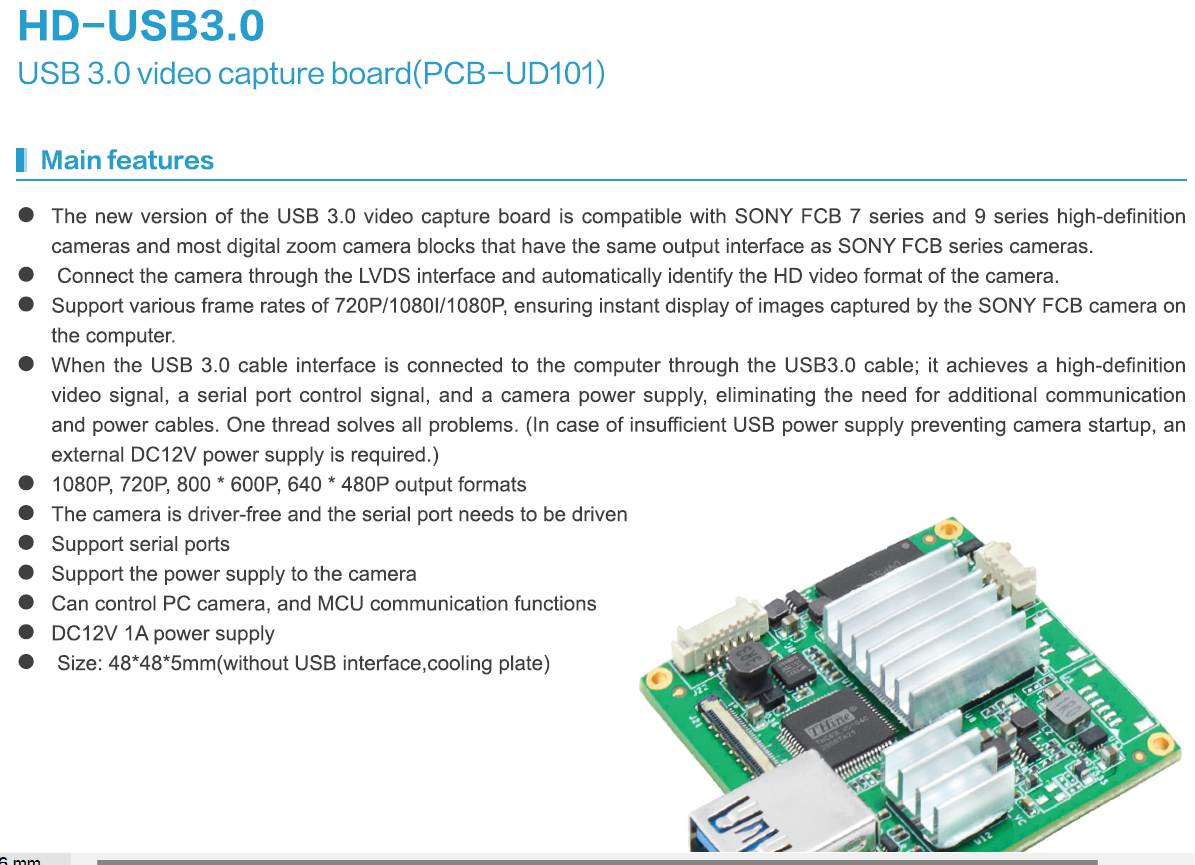 HD-USB3.0
USB 3.0 video capture board(PCB-UD101)
Main features
● The new version of the USB 3.0 video capture board is compatible with SONY FCB 7 series and 9 series high-definition
cameras and most digital zoom camera blocks that have the same output interface as SONY FCB series cameras.
● Connect the camera through the LVDS interface and automatically identify the HD video format of the camera.
● Support various frame rates of 720P/1080I/1080P, ensuring instant display of images captured by the SONY FCB camera on
the computer.
● When the USB 3.0 cable interface is connected to the computer through the USB3.0 cable; it achieves a high-definition
video signal, a serial port control signal, and a camera power supply, eliminating the need for additional communication
and power cables. One thread solves all problems. (In case of insufficient USB power supply preventing camera startup, an
external DC12V power supply is required.)
● 1080P, 720P, 800 * 600P, 640 * 480P output formats
● The camera is driver-free and the serial port needs to be driven
● Support serial ports
● Support the power supply to the camera
● Can control PC camera, and MCU communication functions
● DC12V 1A power supply
● Size: 48*48*5mm(without USB interface,cooling plate)
THine
J22
J21
U12
6 mm